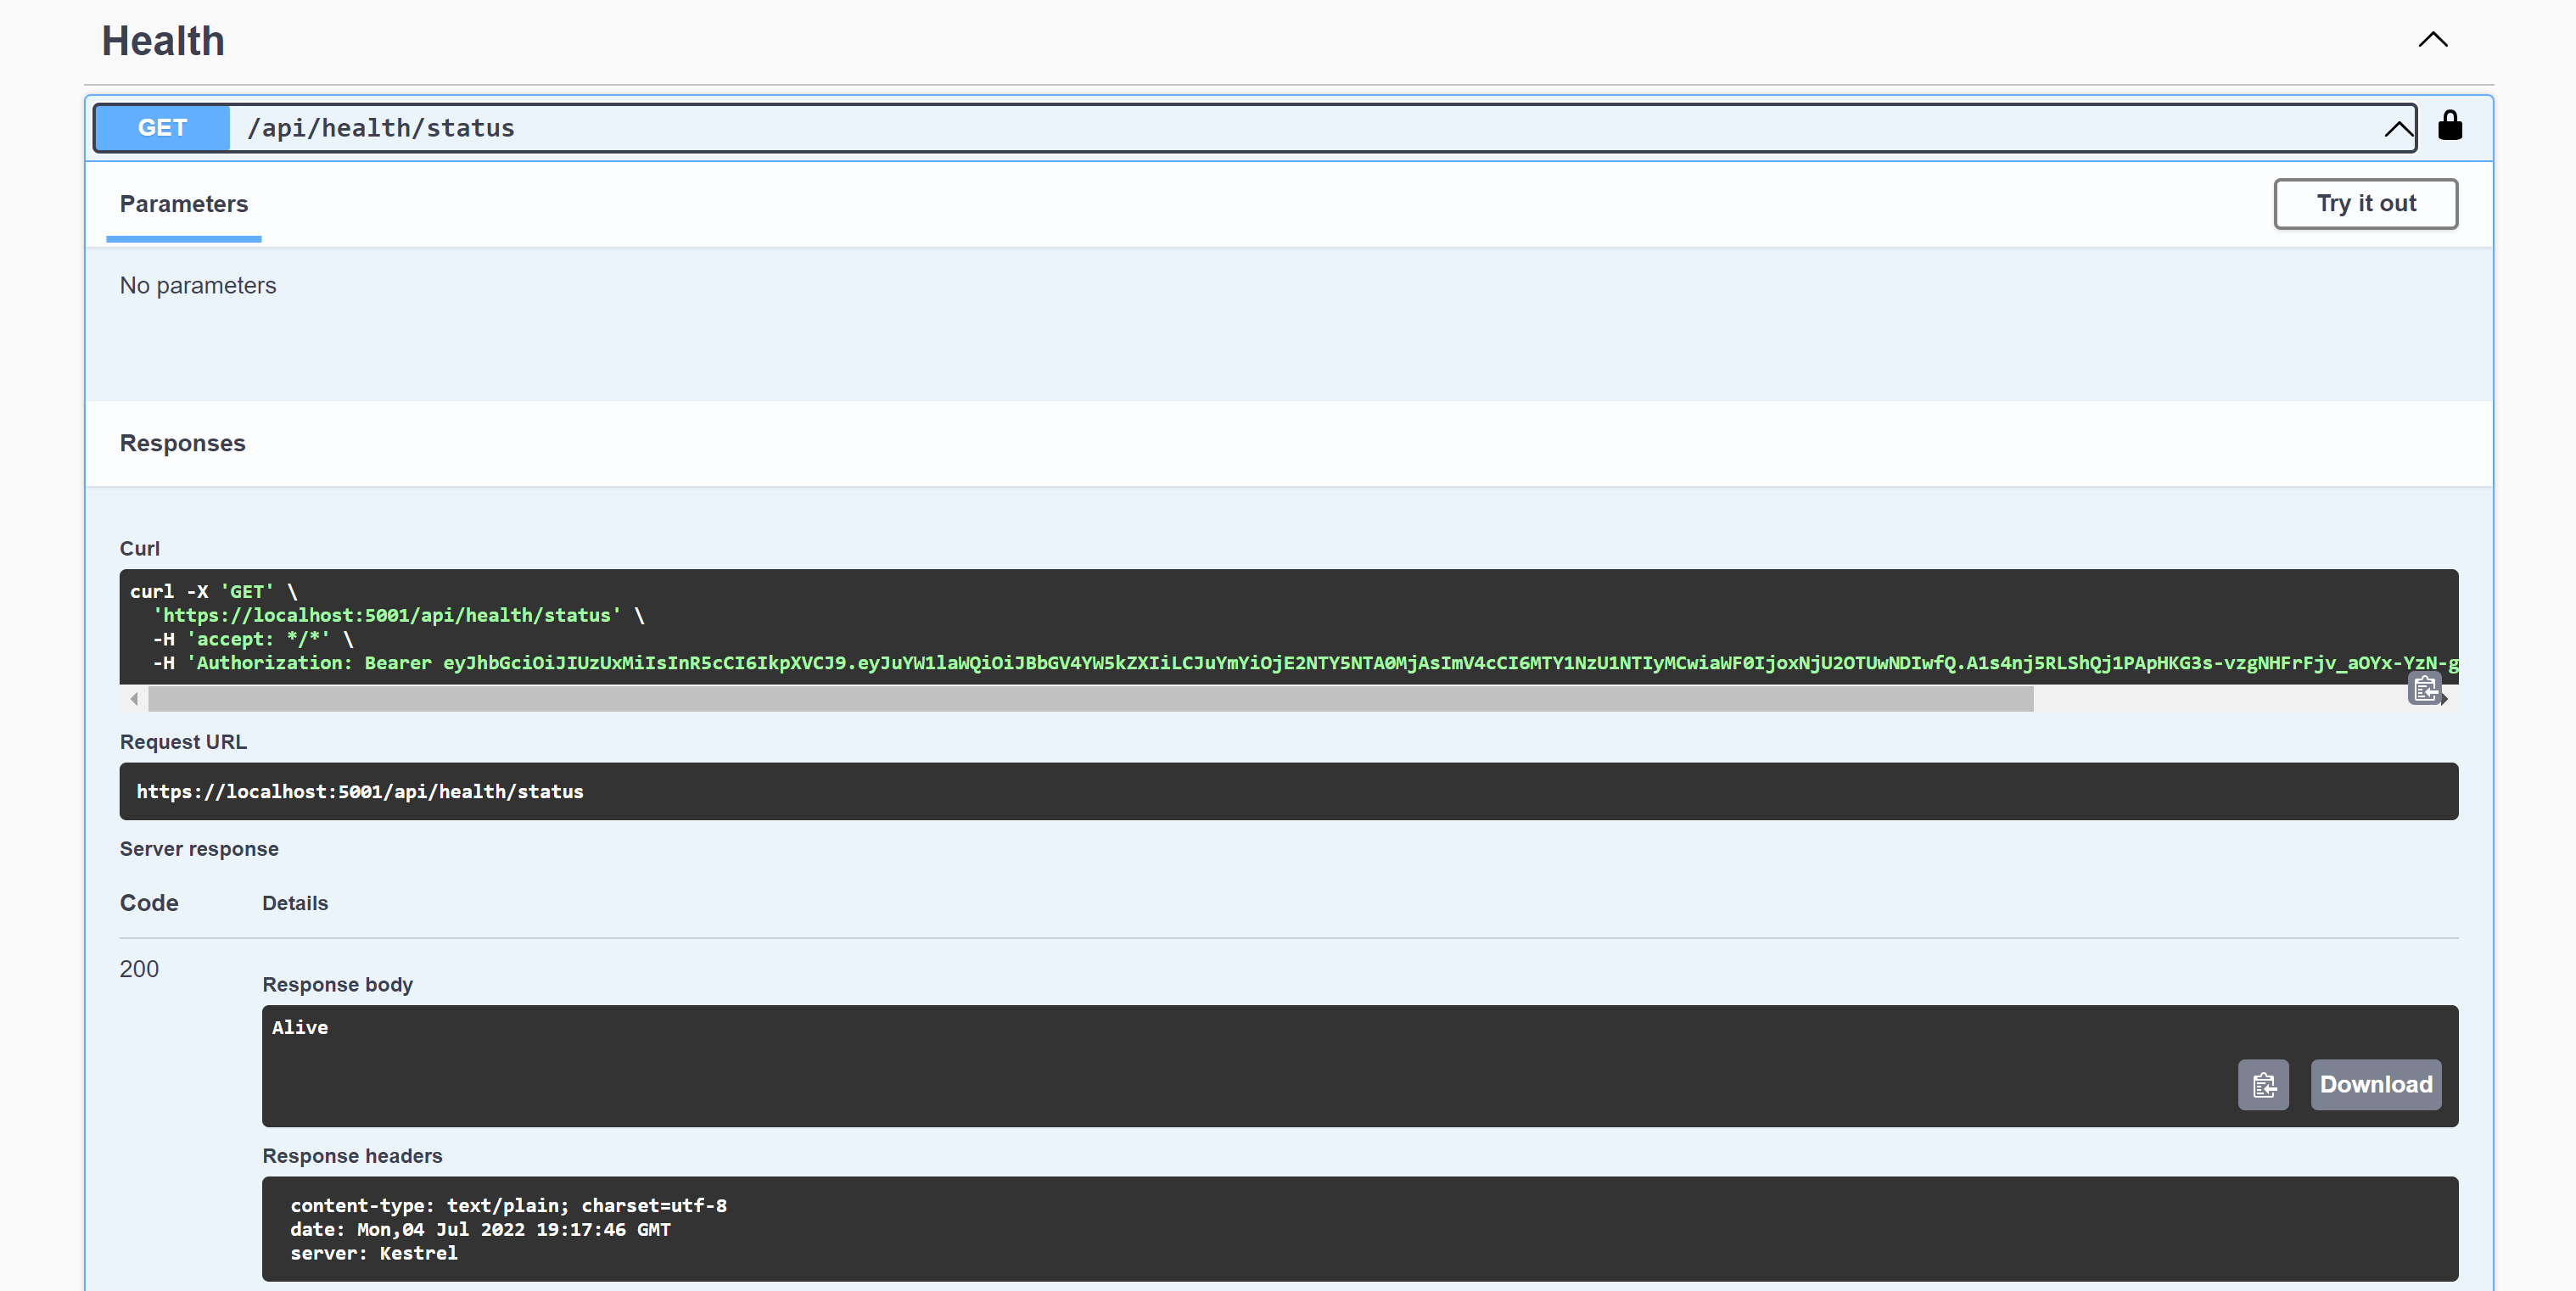 Health
GET /api/health/status
Parameters
Try it out
No parameters
Responses
Curl
curl -X 'GET' \
'https://localhost:5001/api/health/status' \
-H 'accept: */*' \
-H 'Authorization: Bearer eyJhbGciOiJIUzUxMiIsInR5cCI6IkpXVCJ9.eyJuYW1laWQiOiJBbGV4YW5kZXIiLCJuYmYiOjE2NTY5NTA0MjAsImV4cCI6MTY1NzU1NTIyMCwiaWF0IjoxNjU2OTUwNDIwfQ.A1s4nj5RLShQj1PApHKG3s-vzgNHFrFjv_aOYx-YzN-g
Request URL
https://localhost:5001/api/health/status
Server response
Code Details
200
Response body
Alive
Download
Response headers
content-type: text/plain; charset=utf-8
date: Mon,04 Jul 2022 19:17:46 GMT
server: Kestrel